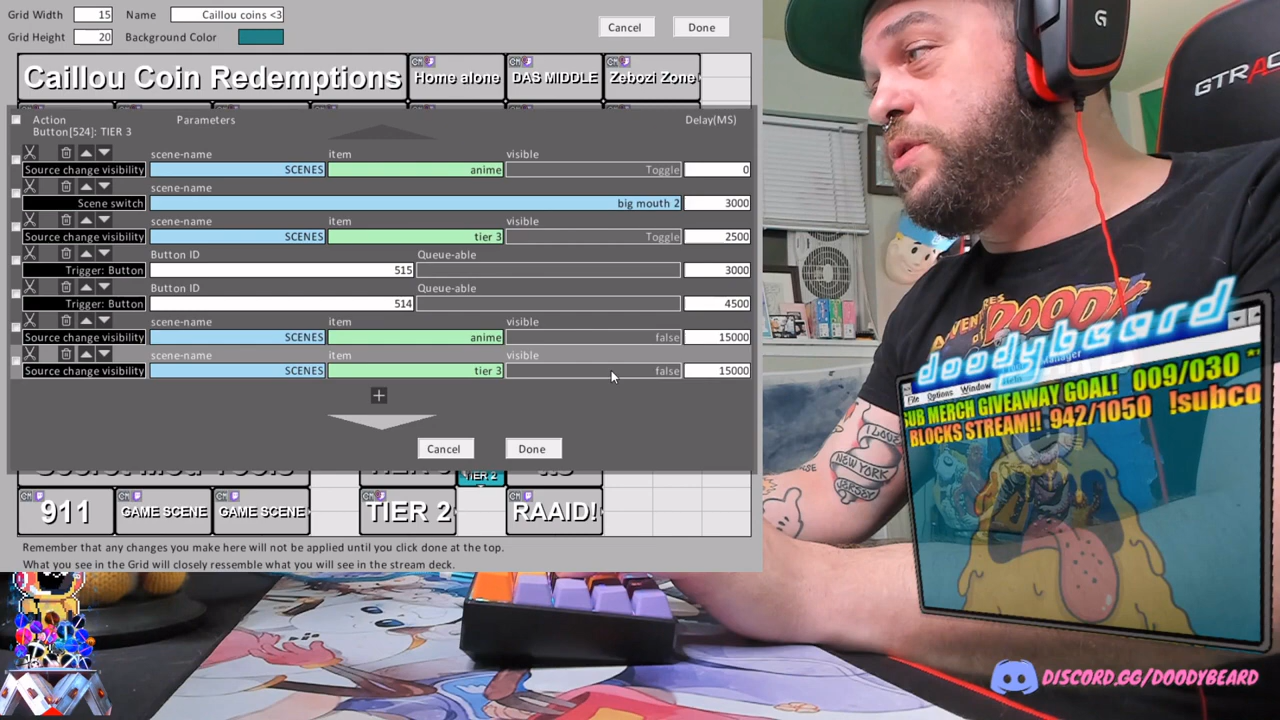 Grid Width 15 Name Caillou coins <3 Cancel Done
Grid Height 20 Background Color
Caillou Coin Redemptions Home alone DAS MIDDLE Zebozi Zone
Action Parameters Delay(MS)
Button[524]: TIER 3
scene-name item visible
Source change visibility SCENES anime Toggle 0
scene-name
Scene switch big mouth 2 3000
scene-name item visible
Source change visibility SCENES tier 3 Toggle 2500
Button ID Queue-able
Trigger: Button 515 3000
Button ID Queue-able
Trigger: Button 514 4500
scene-name item visible
Source change visibility SCENES anime false 15000
scene-name item visible
Source change visibility SCENES tier 3 false 15000
+
Cancel Done
TIER 2
911 GAME SCENE GAME SCENE TIER 2 RAAID!
Remember that any changes you make here will not be applied until you click done at the top.
What you see in the Grid will closely ressemble what you will see in the stream deck.
G
GTRAC
ADVENTURES OF
DOODY
I LOVE
NEW YORK
JERSEY
doodybeard
File Options Window
SUB MERCH GIVEAWAY GOAL! 009/030
BLOCKS STREAM!! 942/1050 !subco
DISCORD.GG/DOODYBEARD